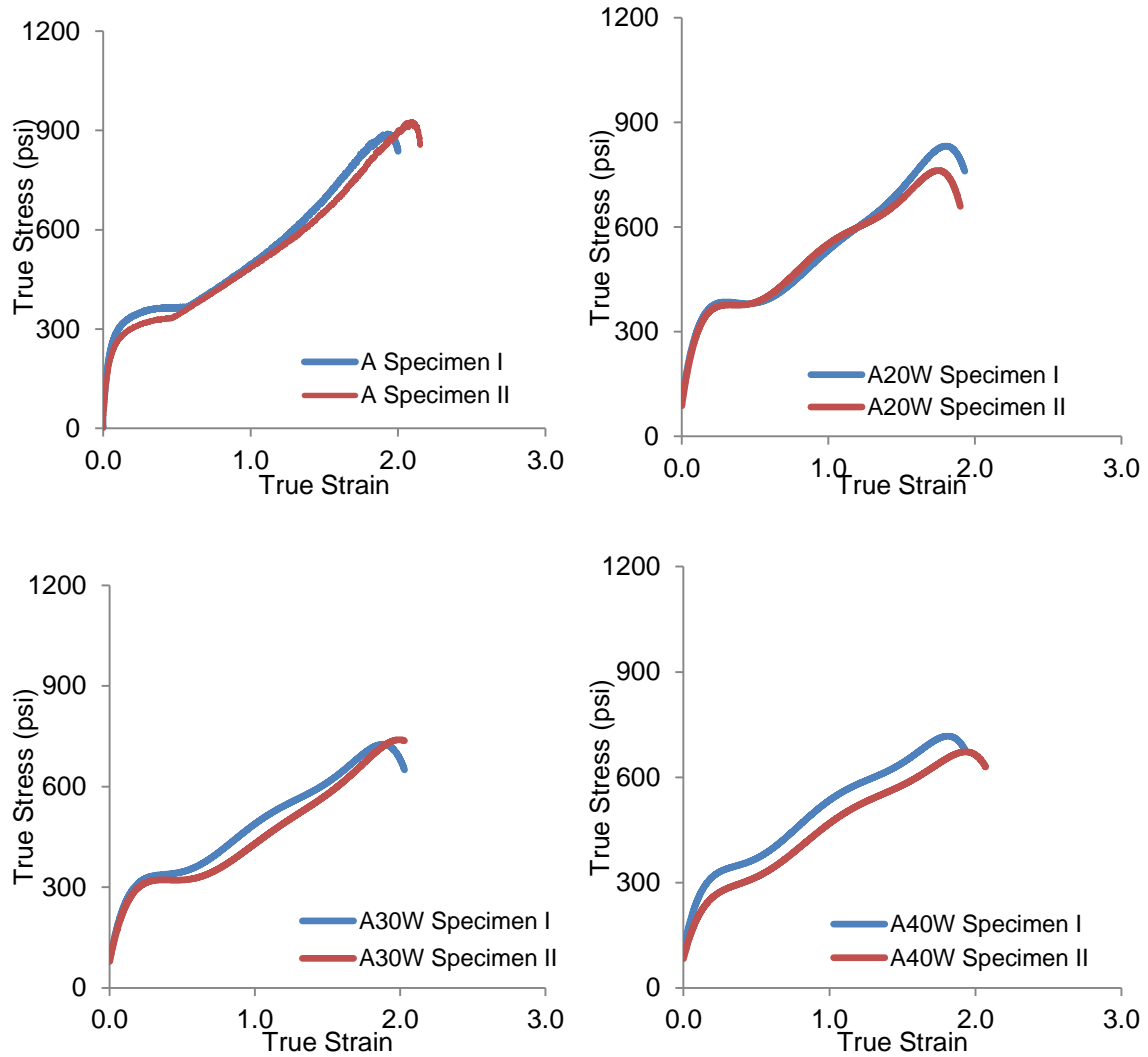 1200
900
600
300
0
True Stress (psi)
A Specimen I
A Specimen II
0.0 1.0 2.0 3.0
True Strain
1200
900
600
300
0
True Stress (psi)
A20W Specimen I
A20W Specimen II
0.0 1.0 2.0 3.0
True Strain
1200
900
600
300
0
True Stress (psi)
A30W Specimen I
A30W Specimen II
0.0 1.0 2.0 3.0
True Strain
1200
900
600
300
0
True Stress (psi)
A40W Specimen I
A40W Specimen II
0.0 1.0 2.0 3.0
True Strain